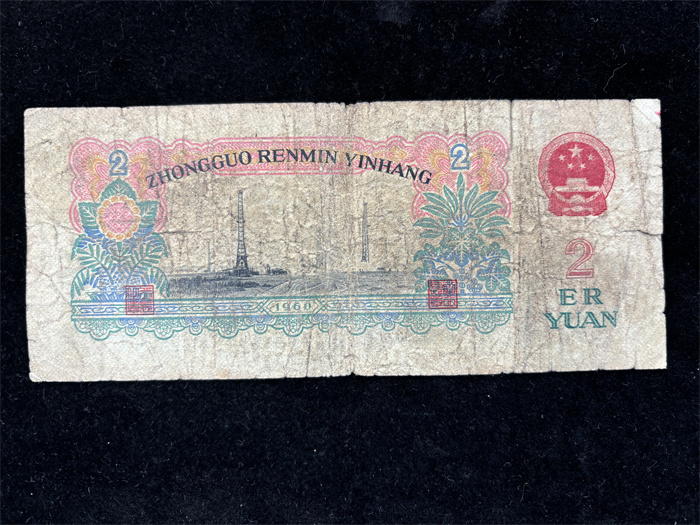 2
2
ZHONGGUO RENMIN YINHANG
1960
2
ER
YUAN